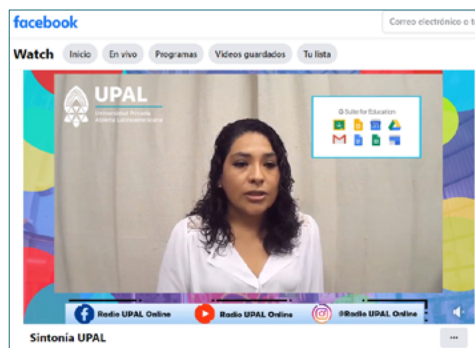 facebook
Correo electrónico o t
Watch
Inicio
En vivo
Programas
Videos guardados
Tu lista
UPAL
Universidad Privada
Abierta Latinoamericana
G Suite for Education
Radio UPAL Online
Radio UPAL Online
@Radio UPAL Online
Sintonía UPAL